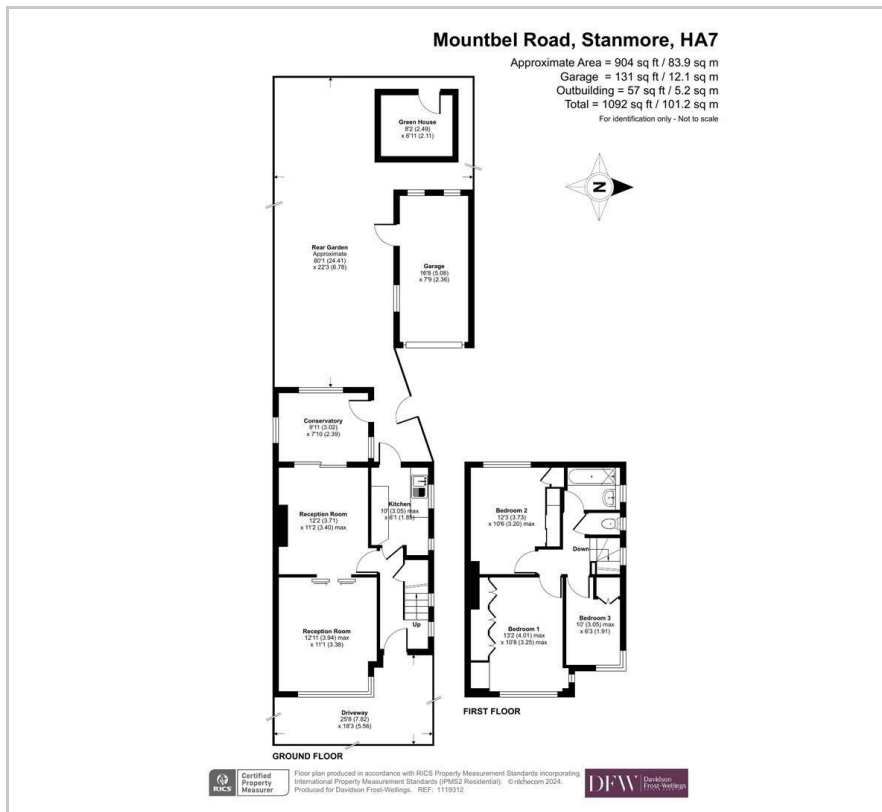 Mountbel Road, Stanmore, HA7
Approximate Area = 904 sq ft / 83.9 sq m
Garage = 131 sq ft / 12.1 sq m
Outbuilding = 57 sq ft / 5.2 sq m
Total = 1092 sq ft / 101.2 sq m
For identification only - Not to scale
Green House
8'2 (2.49)
x 6'11 (2.11)
N
Rear Garden
Approximate
80'1 (24.41)
x 22'3 (6.78)
Garage
16'8 (5.08)
x 7'9 (2.36)
Conservatory
9'11 (3.02)
x 7'10 (2.39)
Reception Room
12'2 (3.71)
x 11'2 (3.40) max
Kitchen
10' (3.05) max
x 6'1 (1.85)
Up
Reception Room
12'11 (3.94) max
x 11'1 (3.38)
Driveway
25'8 (7.82)
x 18'3 (5.56)
GROUND FLOOR
Bedroom 2
12'3 (3.73)
x 10'6 (3.20) max
Down
Bedroom 1
13'2 (4.01) max
x 10'8 (3.25) max
Bedroom 3
10' (3.05) max
x 6'3 (1.91)
FIRST FLOOR
RICS
Certified
Property
Measurer
Floor plan produced in accordance with RICS Property Measurement Standards incorporating
International Property Measurement Standards (IPMS2 Residential). © nichecom 2024.
Produced for Davidson Frost-Wellings. REF: 1119312
DFW
Davidson
Frost-Wellings